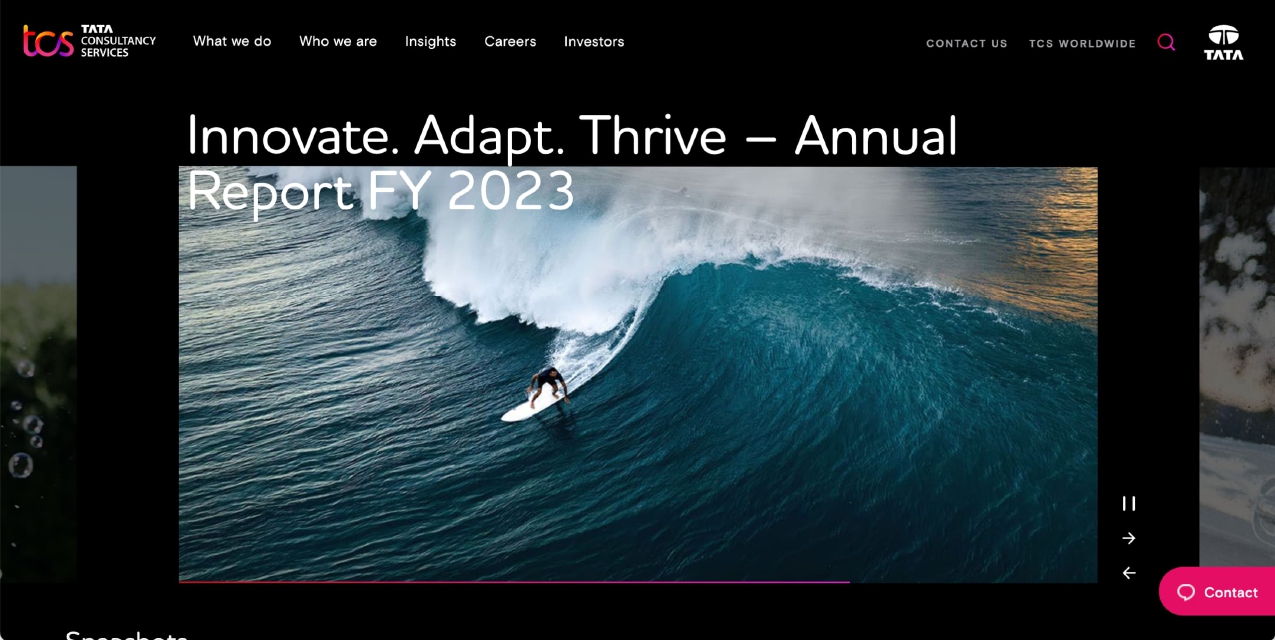 tcs TATA
CONSULTANCY
SERVICES
What we do
Who we are
Insights
Careers
Investors
CONTACT US
TCS WORLDWIDE
TATA
Innovate. Adapt. Thrive – Annual
Report FY 2023
Contact
Snapshots